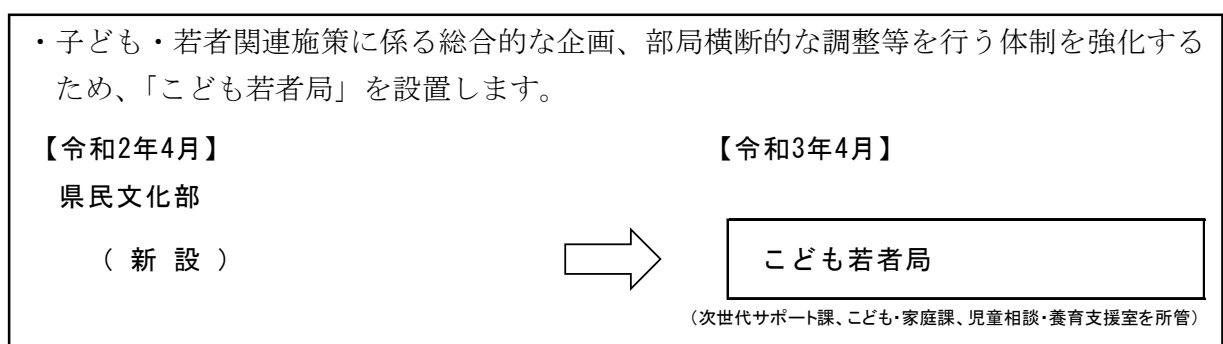 ・子ども・若者関連施策に係る総合的な企画、部局横断的な調整等を行う体制を強化する
ため、「こども若者局」を設置します。
【令和2年4月】 【令和3年4月】
県民文化部
（ 新 設 ） こども若者局
（次世代サポート課、こども・家庭課、児童相談・養育支援室を所管）